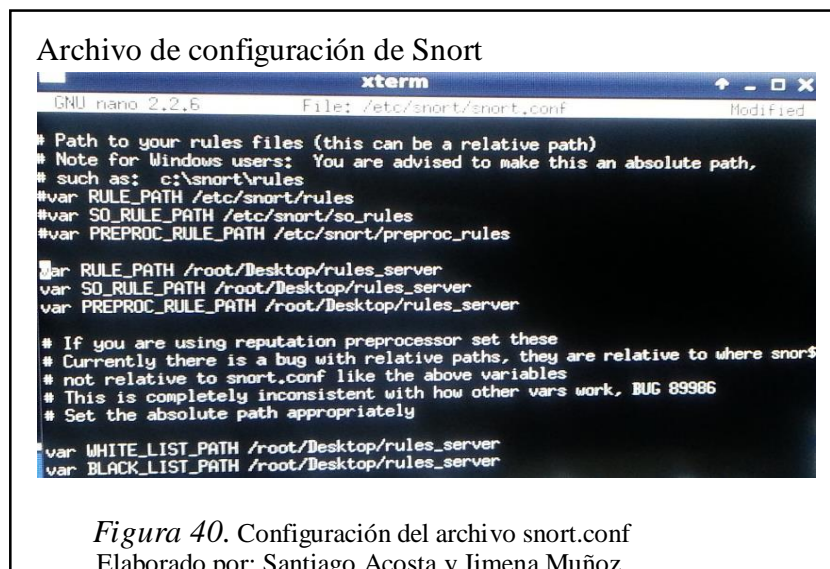 Archivo de configuración de Snort
xterm
GNU nano 2.2.6 File: /etc/snort/snort.conf Modified
# Path to your rules files (this can be a relative path)
# Note for Windows users: You are advised to make this an absolute path,
# such as: c:\snort\rules
#var RULE_PATH /etc/snort/rules
#var SO_RULE_PATH /etc/snort/so_rules
#var PREPROC_RULE_PATH /etc/snort/preproc_rules
var RULE_PATH /root/Desktop/rules_server
var SO_RULE_PATH /root/Desktop/rules_server
var PREPROC_RULE_PATH /root/Desktop/rules_server
# If you are using reputation preprocessor set these
# Currently there is a bug with relative paths, they are relative to where snor$
# not relative to snort.conf like the above variables
# This is completely inconsistent with how other vars work, BUG 89986
# Set the absolute path appropriately
var WHITE_LIST_PATH /root/Desktop/rules_server
var BLACK_LIST_PATH /root/Desktop/rules_server
Figura 40. Configuración del archivo snort.conf
Elaborado por: Santiago Acosta y Jimena Muñoz